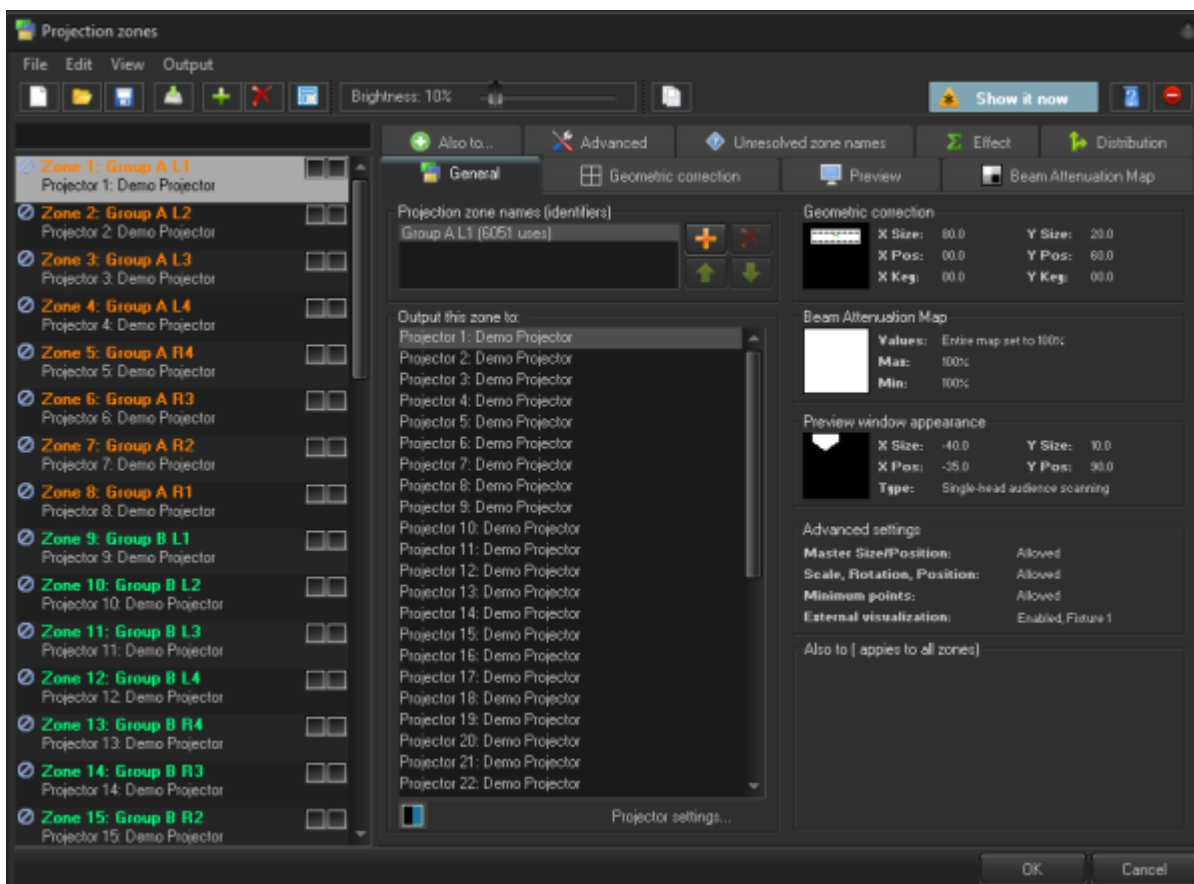 Projection zones
File Edit View Output
Brightness: 10%
Show it now
Also to...
Advanced
Unresolved zone names
Effect
Distribution
General
Geometric correction
Preview
Beam Attenuation Map
Zone 1: Group A L1
Projector 1: Demo Projector
Zone 2: Group A L2
Projector 2: Demo Projector
Zone 3: Group A L3
Projector 3: Demo Projector
Zone 4: Group A L4
Projector 4: Demo Projector
Zone 5: Group A R4
Projector 5: Demo Projector
Zone 6: Group A R3
Projector 6: Demo Projector
Zone 7: Group A R2
Projector 7: Demo Projector
Zone 8: Group A R1
Projector 8: Demo Projector
Zone 9: Group B L1
Projector 9: Demo Projector
Zone 10: Group B L2
Projector 10: Demo Projector
Zone 11: Group B L3
Projector 11: Demo Projector
Zone 12: Group B L4
Projector 12: Demo Projector
Zone 13: Group B R4
Projector 13: Demo Projector
Zone 14: Group B R3
Projector 14: Demo Projector
Zone 15: Group B R2
Projector 15: Demo Projector
Projection zone names (identifiers)
Group A L1 (6051 uses)
Output this zone to:
Projector 1: Demo Projector
Projector 2: Demo Projector
Projector 3: Demo Projector
Projector 4: Demo Projector
Projector 5: Demo Projector
Projector 6: Demo Projector
Projector 7: Demo Projector
Projector 8: Demo Projector
Projector 9: Demo Projector
Projector 10: Demo Projector
Projector 11: Demo Projector
Projector 12: Demo Projector
Projector 13: Demo Projector
Projector 14: Demo Projector
Projector 15: Demo Projector
Projector 16: Demo Projector
Projector 17: Demo Projector
Projector 18: Demo Projector
Projector 19: Demo Projector
Projector 20: Demo Projector
Projector 21: Demo Projector
Projector 22: Demo Projector
Projector settings...
Geometric correction
X Size: 80.0 Y Size: 20.0
X Pos: 00.0 Y Pos: 60.0
X Key: 00.0 Y Key: 00.0
Beam Attenuation Map
Values: Entire map set to 100%
Max: 100%
Min: 100%
Preview window appearance
X Size: -40.0 Y Size: 10.0
X Pos: -35.0 Y Pos: 90.0
Type: Single-head audience scanning
Advanced settings
Master Size/Position: Allowed
Scale, Rotation, Position: Allowed
Minimum points: Allowed
External visualization: Enabled, Fixture 1
Also to ( appies to all zones)
OK Cancel